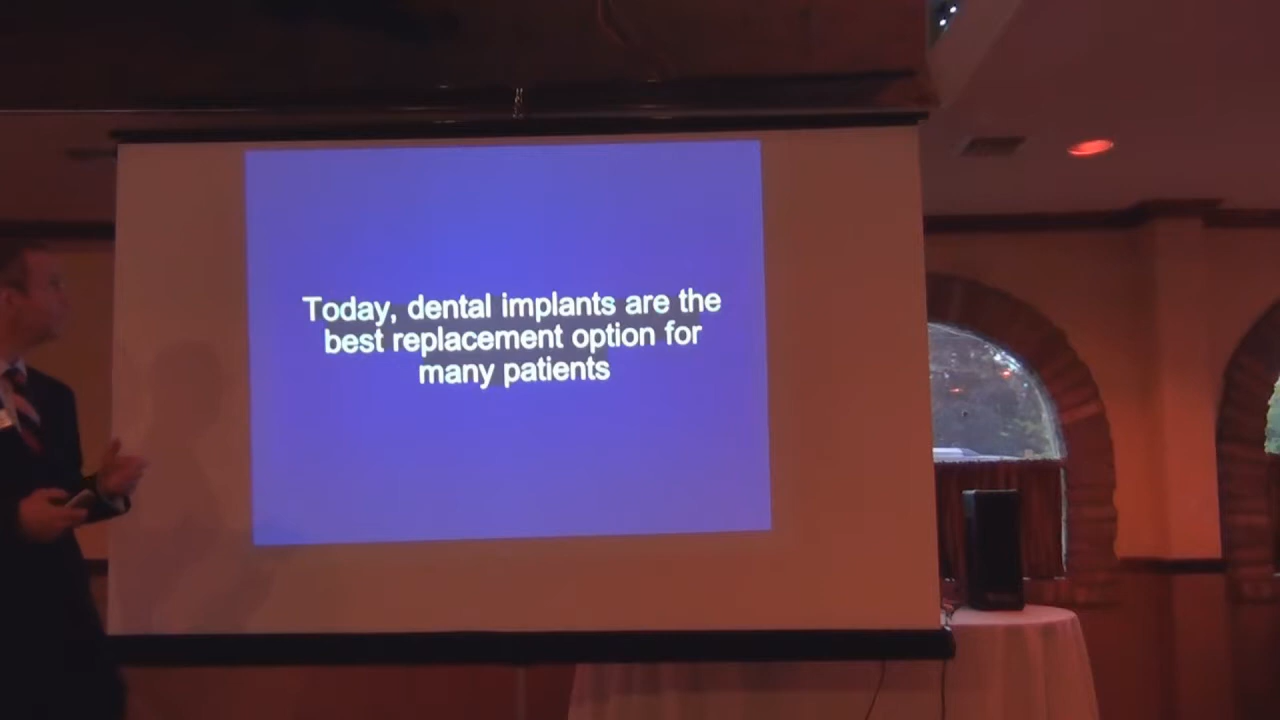 Today, dental implants are the
best replacement option for
many patients